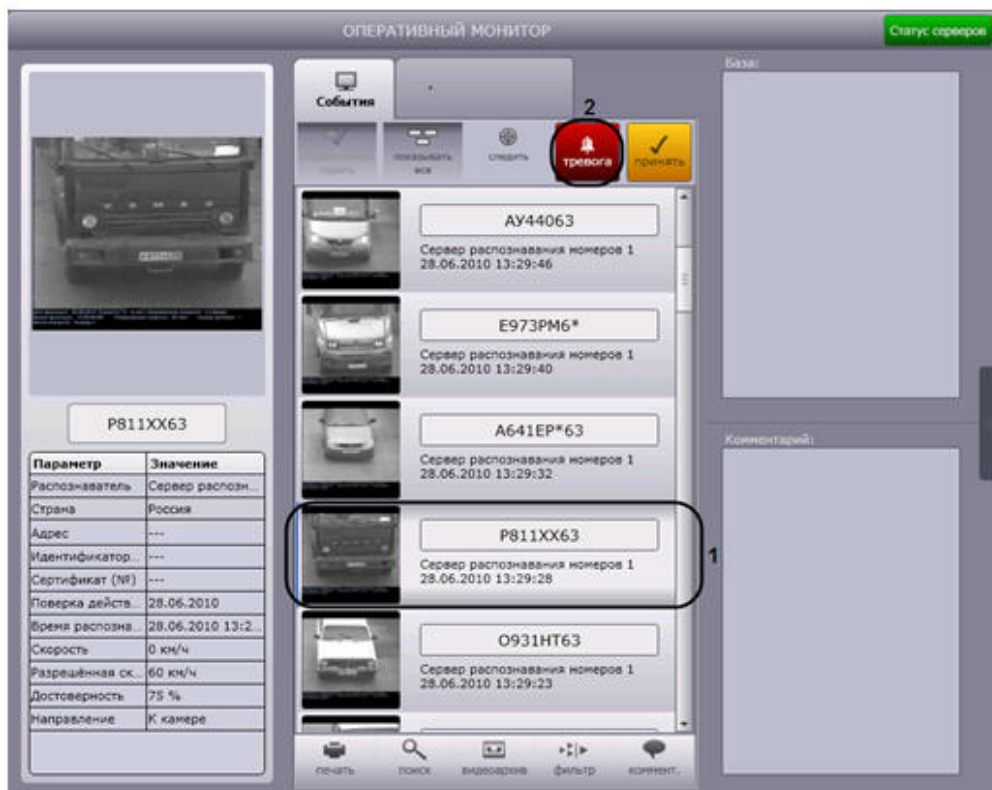 ОПЕРАТИВНЫЙ МОНИТОР
Статус серверов
P811XX63
Параметр Значение
Распознаватель Сервер распозн...
Страна Россия
Адрес ---
Идентификатор... ---
Сертификат (№) ---
Поверка действ... 28.06.2010
Время распозна... 28.06.2010 13:2...
Скорость 0 км/ч
Разрешённая ск... 60 км/ч
Достоверность 75 %
Направление К камере
События
2
показывать
все
следить
тревога
принять
АУ44063
Сервер распознавания номеров 1
28.06.2010 13:29:46
E973PM6*
Сервер распознавания номеров 1
28.06.2010 13:29:40
A641EP*63
Сервер распознавания номеров 1
28.06.2010 13:29:32
P811XX63
Сервер распознавания номеров 1
28.06.2010 13:29:28
1
O931HT63
Сервер распознавания номеров 1
28.06.2010 13:29:23
печать
поиск
видеоархив
фильтр
коммент.
База:
Комментарий: